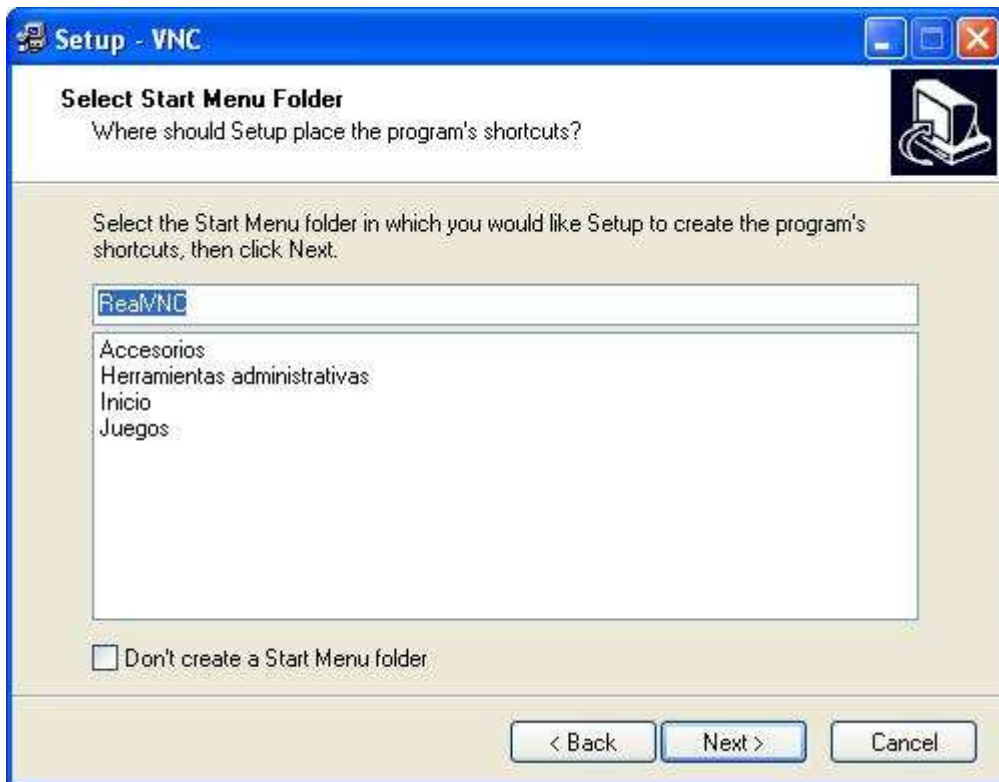 Setup - VNC
Select Start Menu Folder
Where should Setup place the program's shortcuts?
Select the Start Menu folder in which you would like Setup to create the program's
shortcuts, then click Next.
RealVNC
Accesorios
Herramientas administrativas
Inicio
Juegos
Don't create a Start Menu folder
< Back
Next >
Cancel